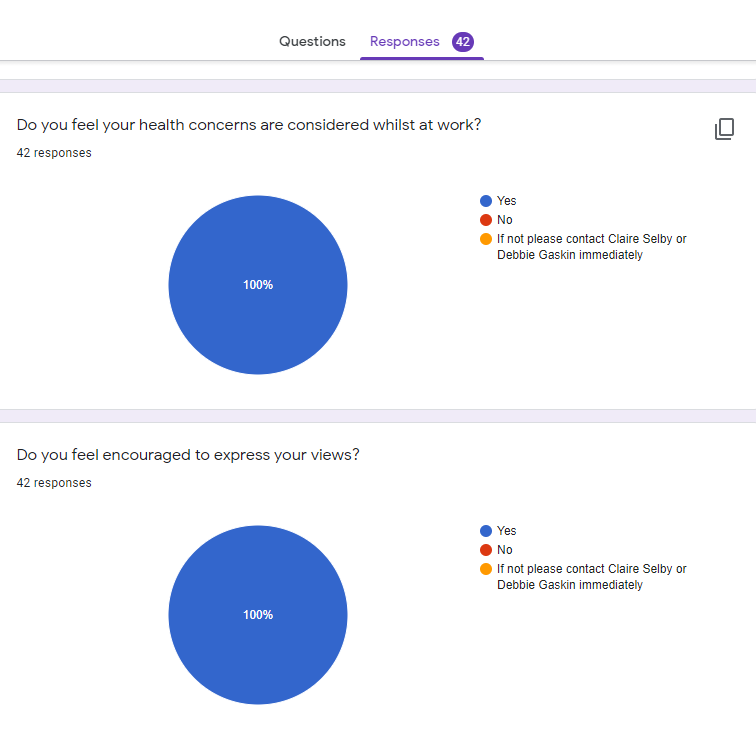 Questions
Responses
42
Do you feel your health concerns are considered whilst at work?
42 responses
100%
Yes
No
If not please contact Claire Selby or
Debbie Gaskin immediately
Do you feel encouraged to express your views?
42 responses
100%
Yes
No
If not please contact Claire Selby or
Debbie Gaskin immediately